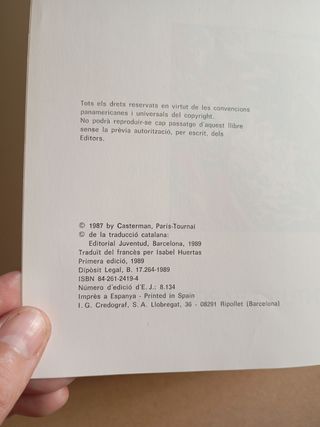 Tots els drets reservats en virtut de les convencions
panamericanes i universals del copyright.
No podrà reproduir-se cap passatge d'aquest llibre
sense la prèvia autorització, per escrit, dels
Editors.
© 1987 by Casterman, París-Tournai
© de la traducció catalana:
Editorial Juventud, Barcelona, 1989
Traduït del francès per Isabel Huertas
Primera edició, 1989
Dipòsit Legal, B. 17.264-1989
ISBN 84-261-2419-4
Número d'edició d'E. J.: 8.134
Imprès a Espanya - Printed in Spain
I. G. Credograf, S. A. Llobregat, 36 - 08291 Ripollet (Barcelona)